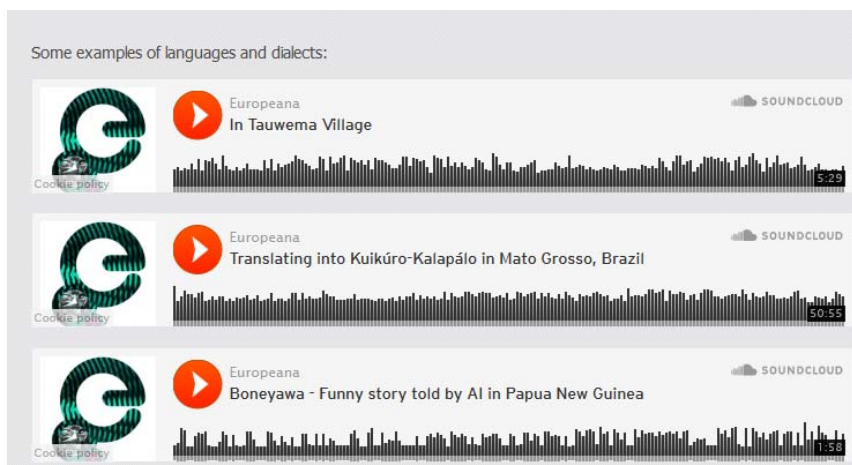 Some examples of languages and dialects:
Europeana
SOUNDCLOUD
In Tauwema Village
5:29
Cookie policy
Europeana
SOUNDCLOUD
Translating into Kuikúro-Kalapálo in Mato Grosso, Brazil
50:55
Cookie policy
Europeana
SOUNDCLOUD
Boneyawa - Funny story told by Al in Papua New Guinea
1:58
Cookie policy